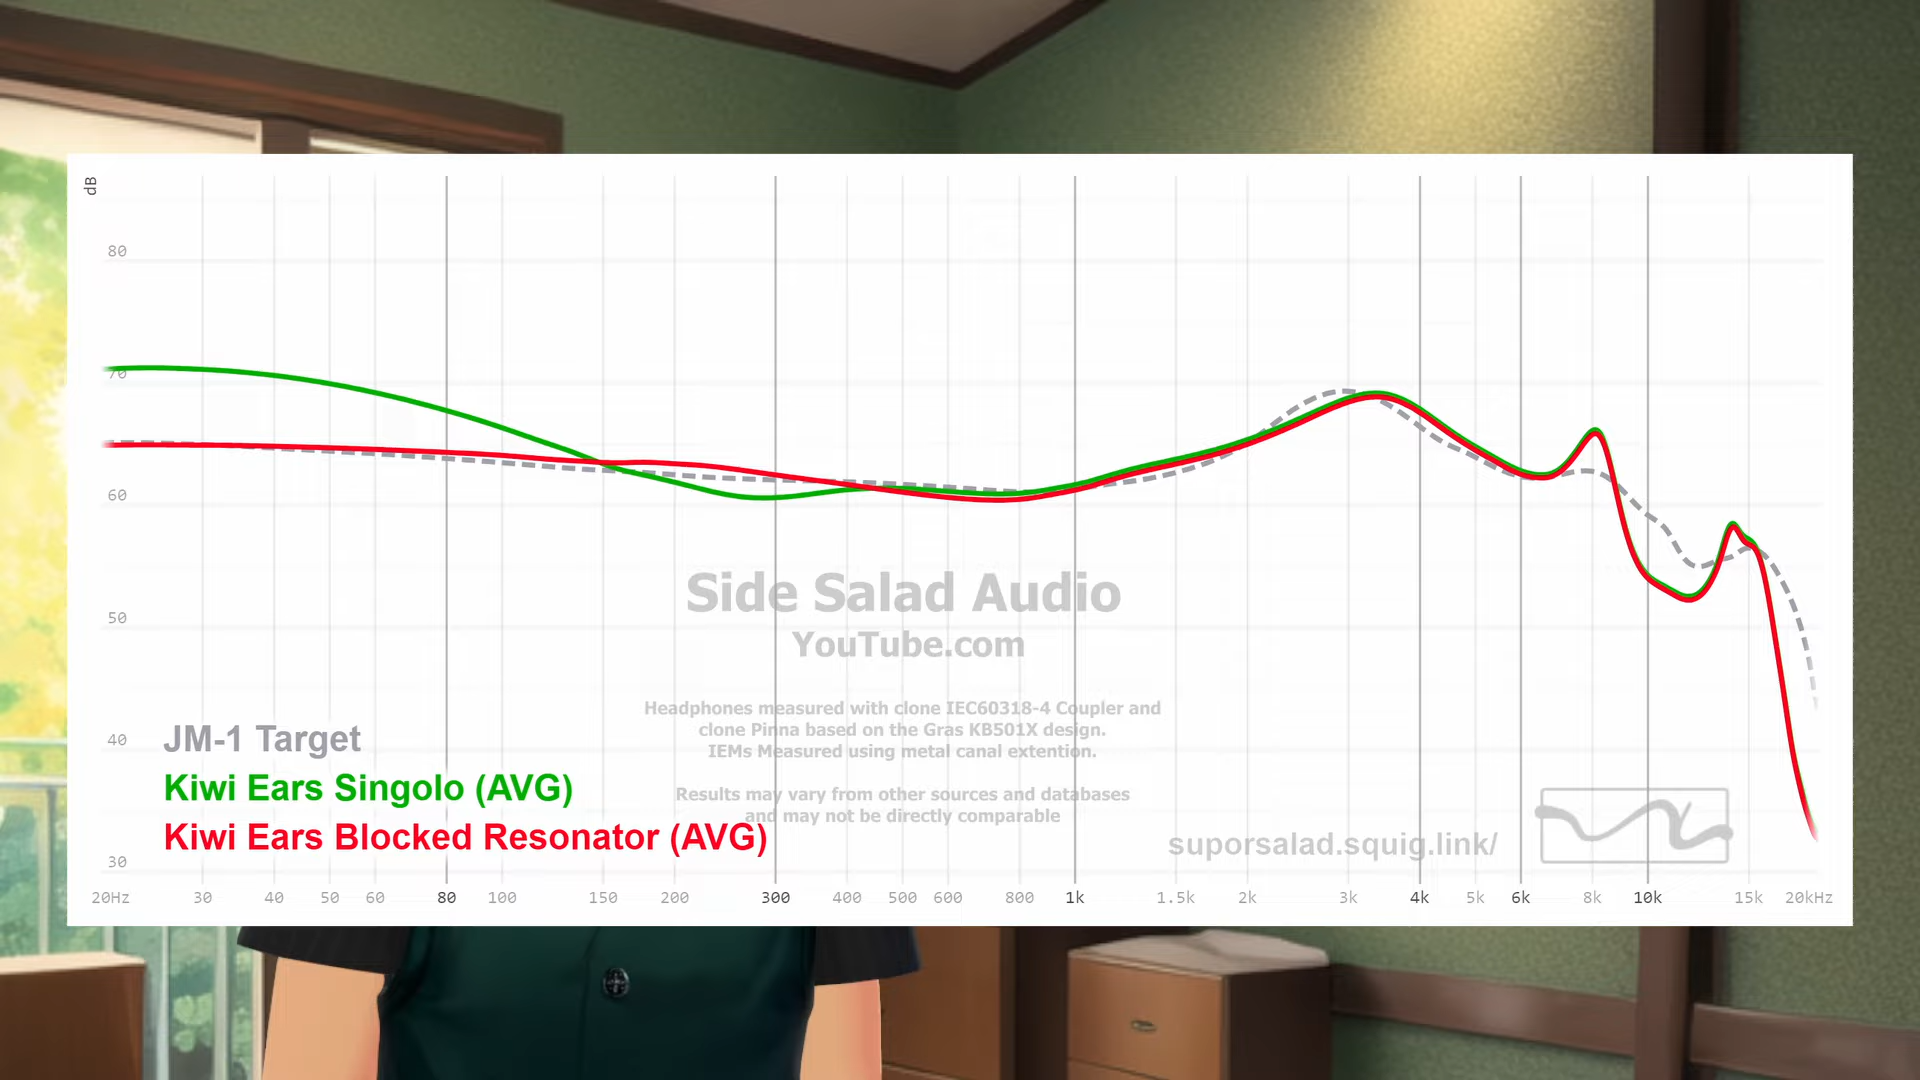 dB
80
70
60
50
40
30
Side Salad Audio
YouTube.com
Headphones measured with clone IEC60318-4 Coupler and
clone Pinna based on the Gras KB501X design.
IEMs Measured using metal canal extention.
Results may vary from other sources and databases
and may not be directly comparable
JM-1 Target
Kiwi Ears Singolo (AVG)
Kiwi Ears Blocked Resonator (AVG)
suporsalad.squig.link/
20Hz 30 40 50 60 80 100 150 200 300 400 500 600 800 1k 1.5k 2k 3k 4k 5k 6k 8k 10k 15k 20kHz